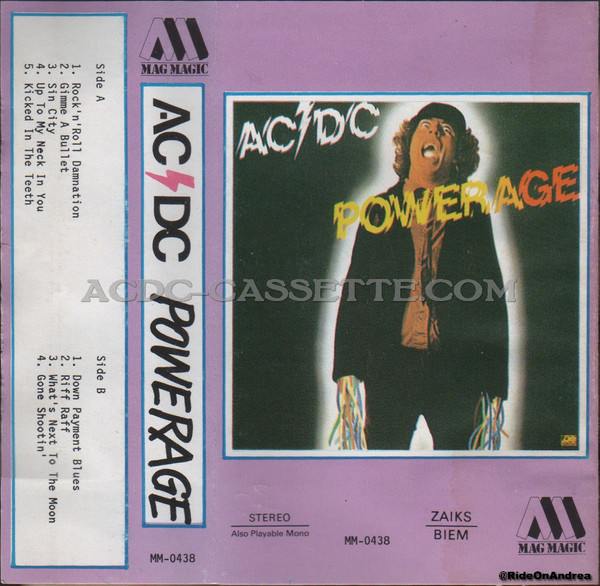 Side A
1. Rock'n'Roll Damnation
2. Gimme A Bullet
3. Sin City
4. Up To My Neck In You
5. Kicked In The Teeth
Side B
1. Down Payment Blues
2. Riff Raff
3. What's Next To The Moon
4. Gone Shootin'
MAG MAGIC
AC DC POWERAGE
MM-0438
AC DC
POWERAGE
ACDC-CASSETTE.COM
STEREO
Also Playable Mono
MM-0438
ZAIKS
BIEM
MAG MAGIC
@RideOnAndrea